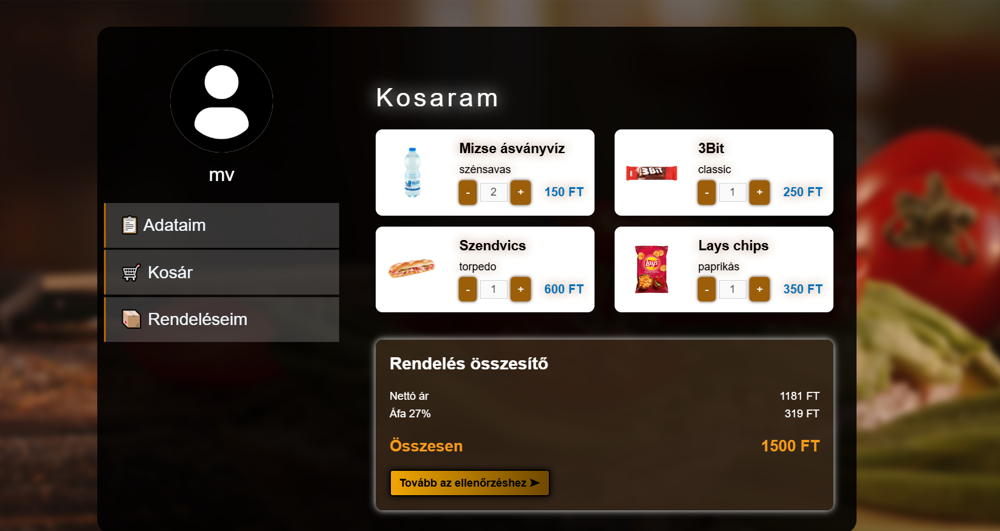 mv
Adataim
Kosár
Rendeléseim
Kosaram
Mizse ásványvíz
szénsavas
- 2 + 150 FT
3Bit
classic
- 1 + 250 FT
3BiT
Szendvics
torpedo
- 1 + 600 FT
Lays chips
paprikás
- 1 + 350 FT
Lays
Rendelés összesítő
Nettó ár 1181 FT
Áfa 27% 319 FT
Összesen 1500 FT
Tovább az ellenőrzéshez ➤